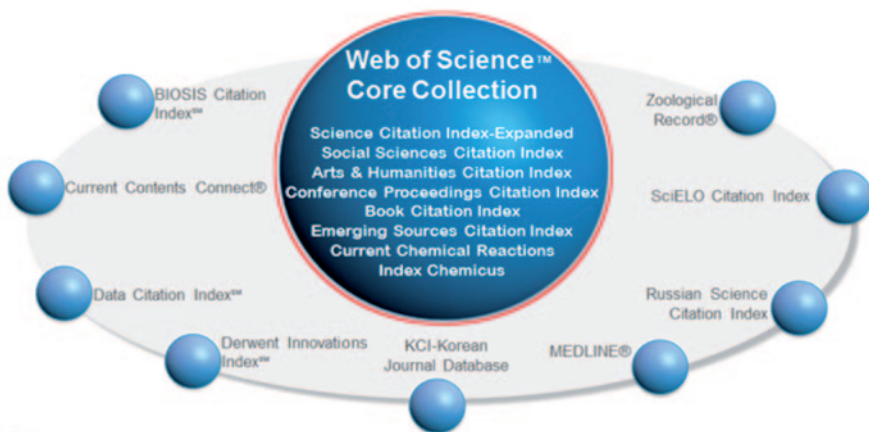 Web of Science™
Core Collection
Science Citation Index-Expanded
Social Sciences Citation Index
Arts & Humanities Citation Index
Conference Proceedings Citation Index
Book Citation Index
Emerging Sources Citation Index
Current Chemical Reactions
Index Chemicus
BIOSIS Citation
Index℠
Current Contents Connect®
Data Citation Index℠
Derwent Innovations
Index℠
KCI-Korean
Journal Database
MEDLINE®
Russian Science
Citation Index
SciELO Citation Index
Zoological
Record®